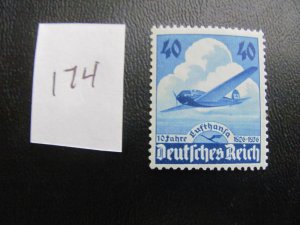 174
40 40
10 Jahre Lufthansa 1926-1936
Deutsches Reich